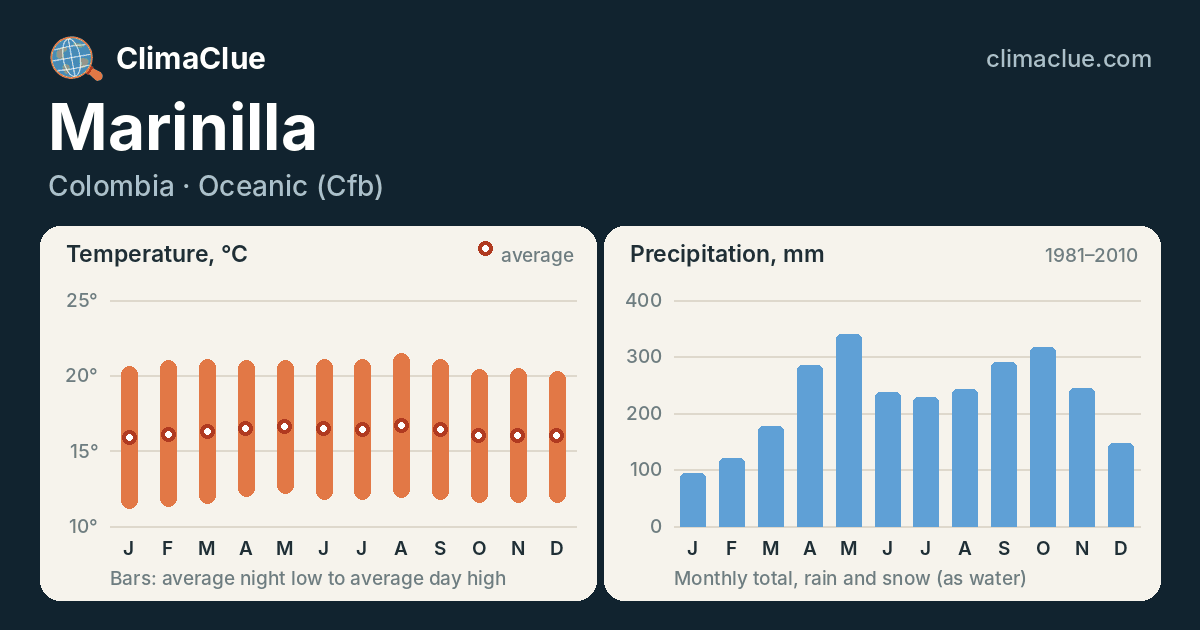 ClimaClue
climaclue.com
Marinilla
Colombia · Oceanic (Cfb)
Temperature, °C
average
25°
20°
15°
10°
J F M A M J J A S O N D
Bars: average night low to average day high
Precipitation, mm
1981–2010
400
300
200
100
0
J F M A M J J A S O N D
Monthly total, rain and snow (as water)